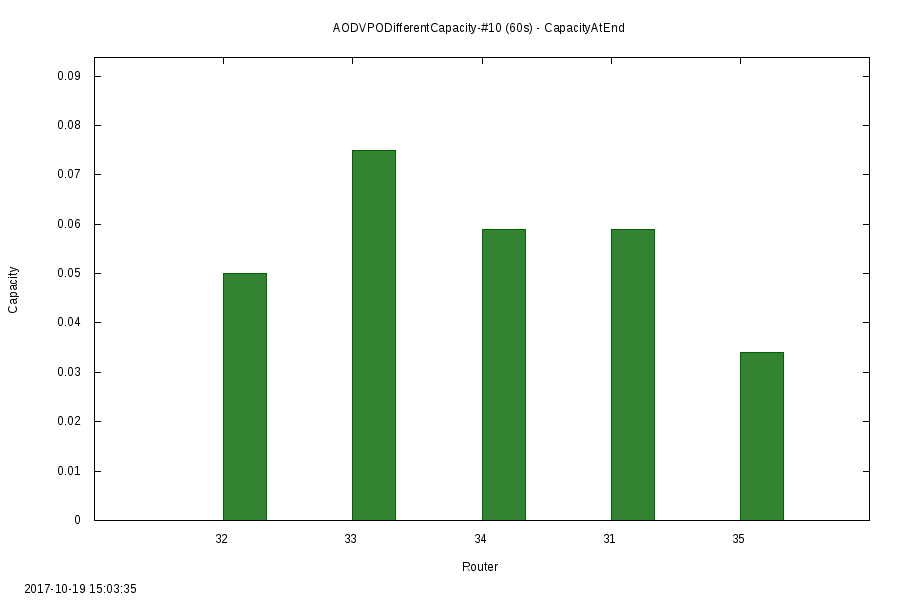 AODVPODifferentCapacity-#10 (60s) - CapacityAtEnd
0.09
0.08
0.07
0.06
0.05
0.04
0.03
0.02
0.01
0
Capacity
32 33 34 31 35
Router
2017-10-19 15:03:35